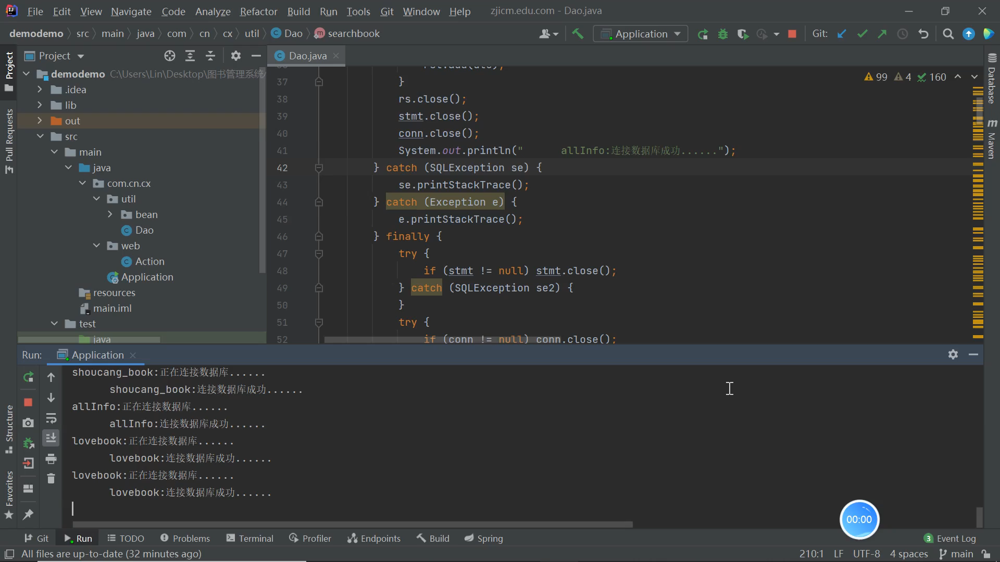 File Edit View Navigate Code Analyze Refactor Build Run Tools Git Window Help zjicm.edu.com - Dao.java
demodemo src main java com cn cx util Dao searchbook Application Git:
Project Dao.java
demodemo C:\Users\Lin\Desktop\图书管理系统
.idea
lib
out
src
main
java
com.cn.cx
util
bean
Dao
web
Action
Application
resources
main.iml
test
java
99 4 160
37 }
38 rs.close();
39 stmt.close();
40 conn.close();
41 System.out.println("      allInfo:连接数据库成功......");
42 } catch (SQLException se) {
43 se.printStackTrace();
44 } catch (Exception e) {
45 e.printStackTrace();
46 } finally {
47 try {
48 if (stmt != null) stmt.close();
49 } catch (SQLException se2) {
50 }
51 try {
52 if (conn != null) conn.close();
Project
Pull Requests
Structure
Favorites
Database
Maven
Run: Application
shoucang_book:正在连接数据库......
shoucang_book:连接数据库成功......
allInfo:正在连接数据库......
allInfo:连接数据库成功......
lovebook:正在连接数据库......
lovebook:连接数据库成功......
lovebook:正在连接数据库......
lovebook:连接数据库成功......
00:00
Git Run TODO Problems Terminal Profiler Endpoints Build Spring 3 Event Log
All files are up-to-date (32 minutes ago) 210:1 LF UTF-8 4 spaces main